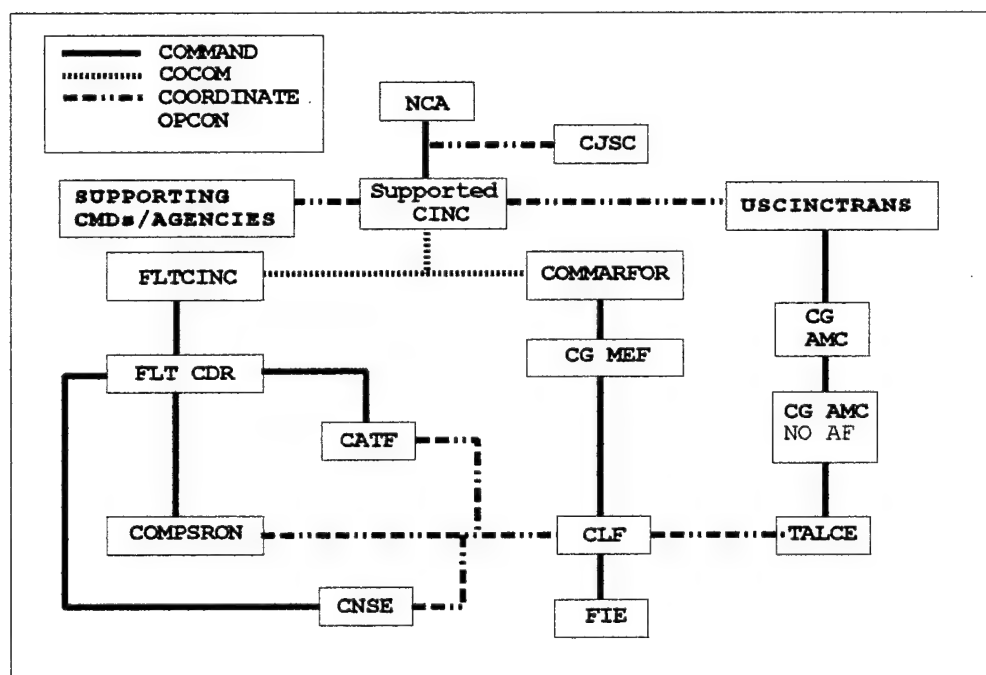 COMMAND
COCOM
COORDINATE
OPCON
NCA
CJSC
SUPPORTING
CMDs/AGENCIES
Supported
CINC
USCINCTRANS
FLTCINC
COMMARFOR
CG
AMC
CG MEF
FLT CDR
CG AMC
NO AF
CATF
COMPSRON
CLF
TALCE
CNSE
FIE